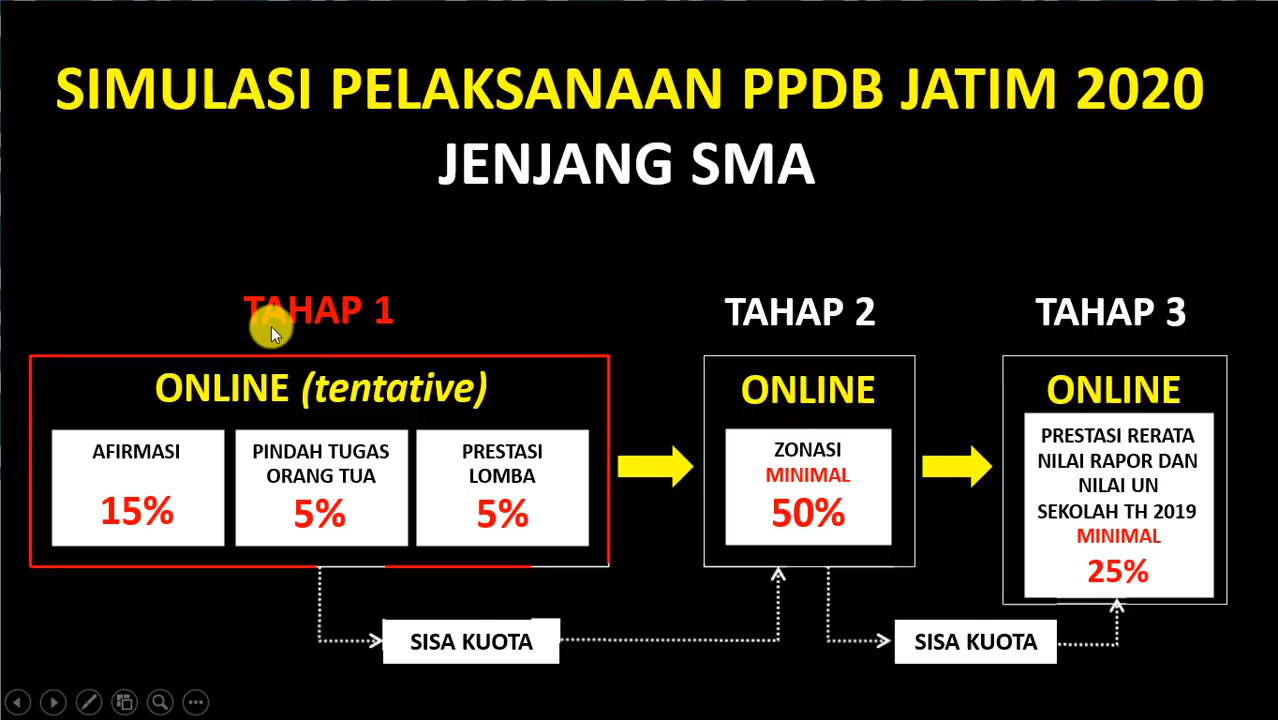 SIMULASI PELAKSANAAN PPDB JATIM 2020
JENJANG SMA
TAHAP 1
ONLINE (tentative)
AFIRMASI
15%
PINDAH TUGAS
ORANG TUA
5%
PRESTASI
LOMBA
5%
TAHAP 2
ONLINE
ZONASI
MINIMAL
50%
TAHAP 3
ONLINE
PRESTASI RERATA
NILAI RAPOR DAN
NILAI UN
SEKOLAH TH 2019
MINIMAL
25%
SISA KUOTA
SISA KUOTA